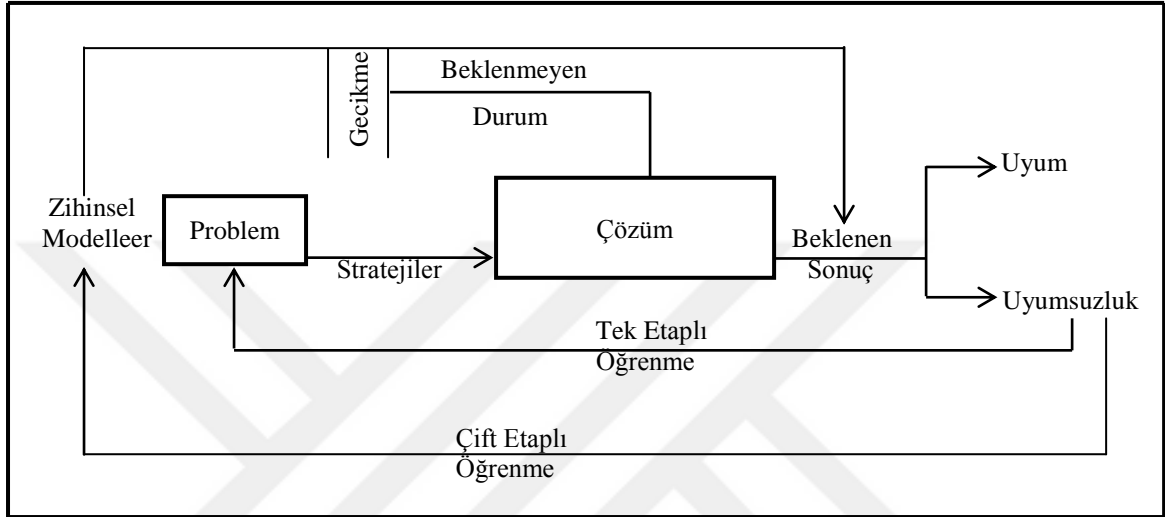 Gecikme
Beklenmeyen
Durum
Zihinsel
Modelleer
Problem
Stratejiler
Çözüm
Beklenen
Sonuç
Uyum
Uyumsuzluk
Tek Etaplı
Öğrenme
Çift Etaplı
Öğrenme